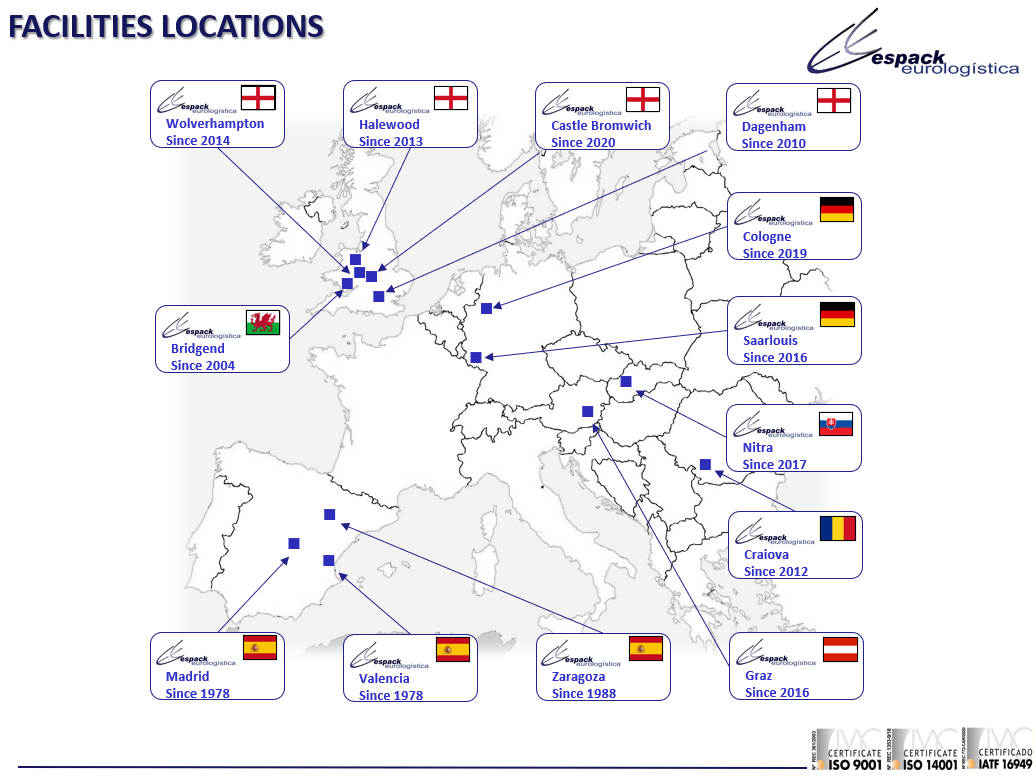 FACILITIES LOCATIONS
espack
eurologística
espack
eurologística
Wolverhampton
Since 2014
espack
eurologística
Halewood
Since 2013
espack
eurologística
Castle Bromwich
Since 2020
espack
eurologística
Dagenham
Since 2010
espack
eurologística
Cologne
Since 2019
espack
eurologística
Bridgend
Since 2004
espack
eurologística
Saarlouis
Since 2016
espack
eurologística
Nitra
Since 2017
espack
eurologística
Craiova
Since 2012
espack
eurologística
Madrid
Since 1978
espack
eurologística
Valencia
Since 1978
espack
eurologística
Zaragoza
Since 1988
espack
eurologística
Graz
Since 2016
IVAC
CERTIFICATE
ISO 9001
IVAC
CERTIFICATE
ISO 14001
IVAC
CERTIFICADO
IATF 16949